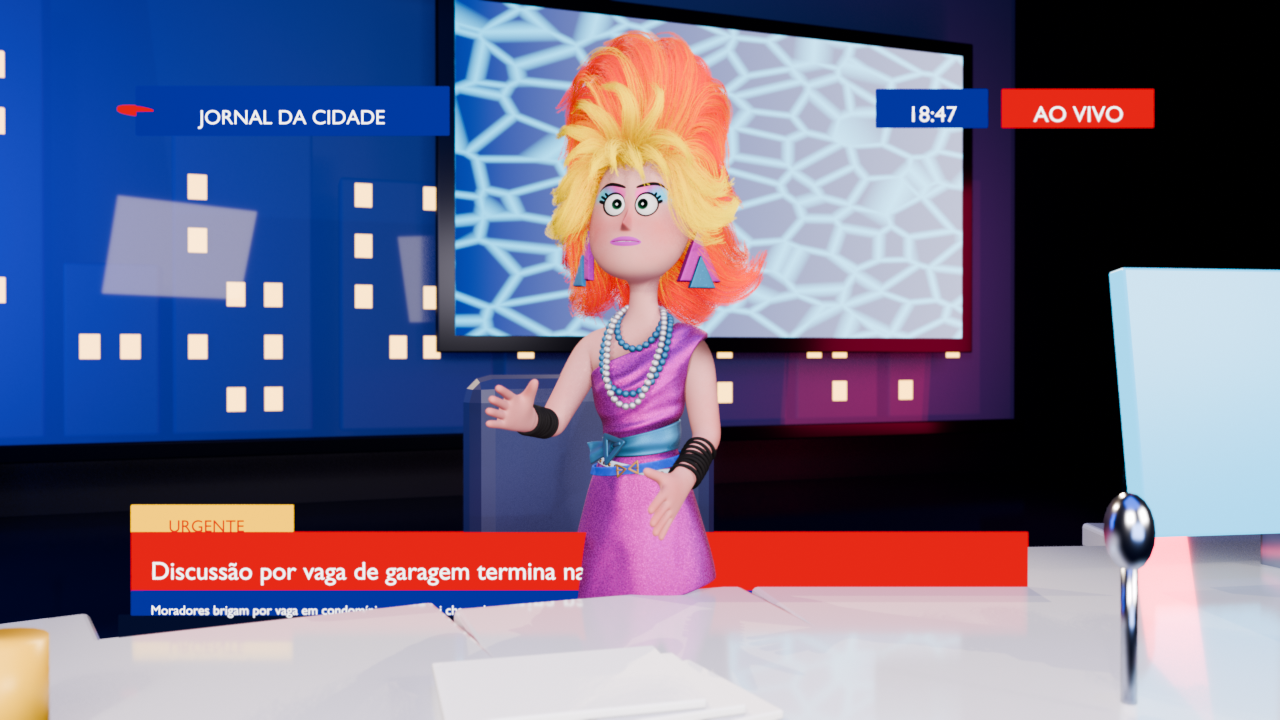 JORNAL DA CIDADE
18:47
AO VIVO
URGENTE
Discussão por vaga de garagem termina na
Moradores brigam por vaga em